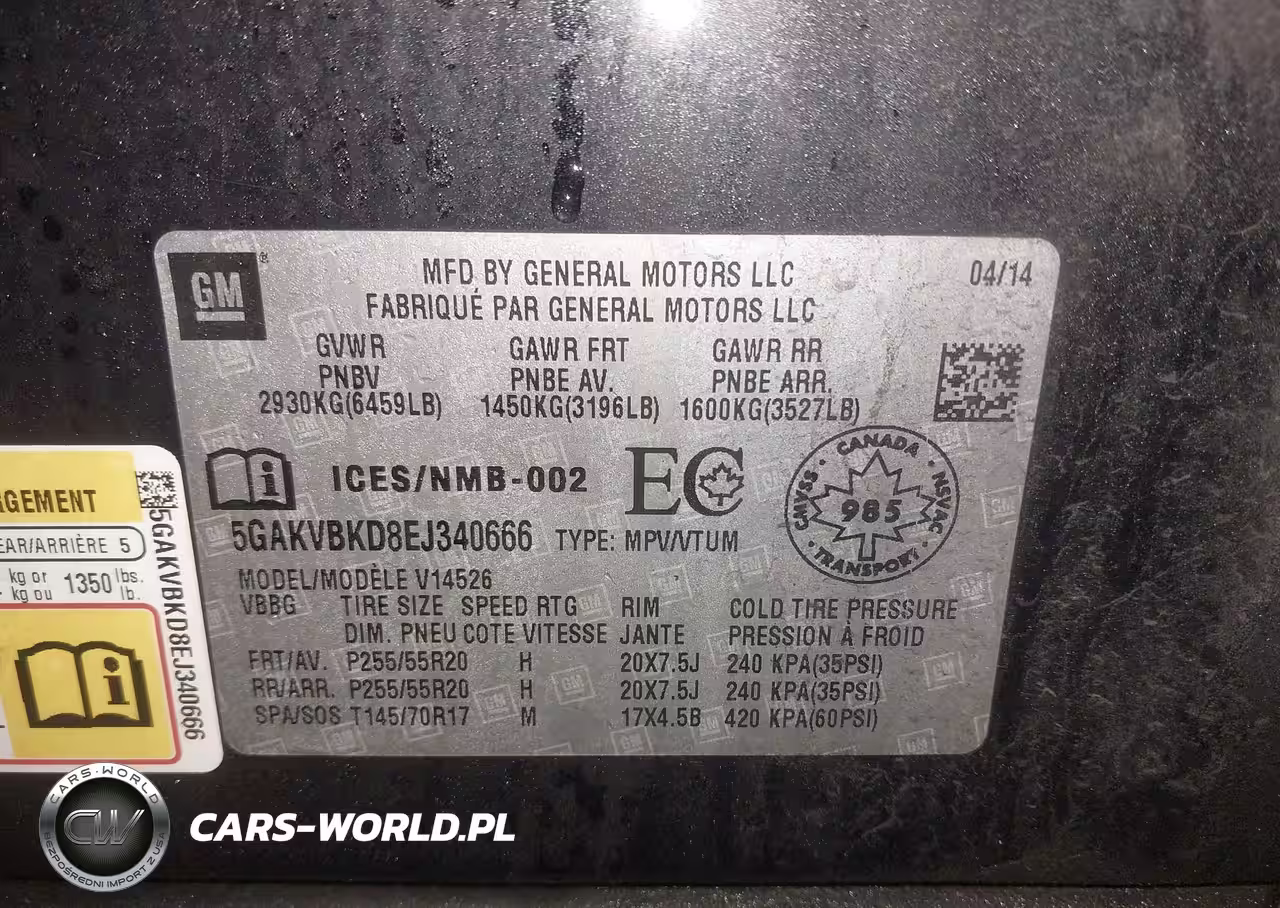 GM
MFD BY GENERAL MOTORS LLC
04/14
FABRIQUÉ PAR GENERAL MOTORS LLC
GVWR GAWR FRT GAWR RR
PNBV PNBE AV. PNBE ARR.
2930KG(6459LB) 1450KG(3196LB) 1600KG(3527LB)
ICES/NMB-002
EC
CANADA
CMVSS
NSVAC
985
TRANSPORT
5GAKVBKD8EJ340666 TYPE: MPV/VTUM
MODEL/MODÈLE V14526
VBBG TIRE SIZE SPEED RTG RIM COLD TIRE PRESSURE
DIM. PNEU COTE VITESSE JANTE PRESSION À FROID
FRT/AV. P255/55R20 H 20X7.5J 240 KPA(35PSI)
RR/ARR. P255/55R20 H 20X7.5J 240 KPA(35PSI)
SPA/SOS T145/70R17 M 17X4.5B 420 KPA(60PSI)
RGEMENT
EAR/ARRIÈRE 5
kg or 1350 lbs.
kg ou lb.
5GAKVBKD8EJ340666
CARS-WORLD
CW
BEZPOŚREDNI IMPORT Z USA
CARS-WORLD.PL